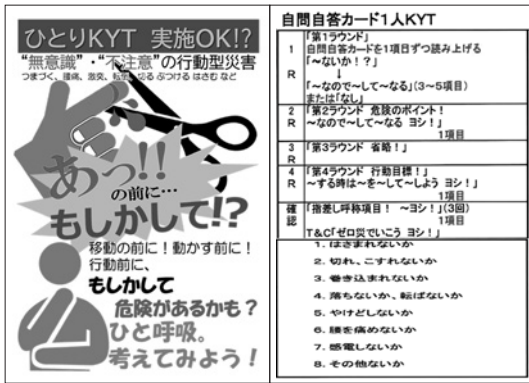 ひとりKYT 実施OK!?
“無意識”・“不注意”の行動型災害
つまづく、腰痛、激突、転倒、切る ぶつける はさむ など
あっ!!
の前に…
もしかして!?
移動の前に！動かす前に！
行動前に、
もしかして
危険があるかも？
ひと呼吸。
考えてみよう！
自問自答カード1人KYT
1R
「第1ラウンド」
自問自答カードを1項目ずつ読み上げる
「～ないか！？」
↓
「～なので～して～なる」(3～5項目)
または「なし」
2R
「第2ラウンド 危険のポイント！
～なので～して～なる ヨシ！」
1項目
3R
「第3ラウンド 省略！」
4R
「第4ラウンド 行動目標！」
～する時は～を～して～しよう ヨシ！」
1項目
確認
「指差し呼称項目！ ～ヨシ！」(3回)
1項目
T&C「ゼロ災でいこう ヨシ！」
1. はさまれないか
2. 切れ、こすれないか
3. 巻き込まれないか
4. 落ちないか、転ばないか
5. やけどしないか
6. 腰を痛めないか
7. 感電しないか
8. その他ないか